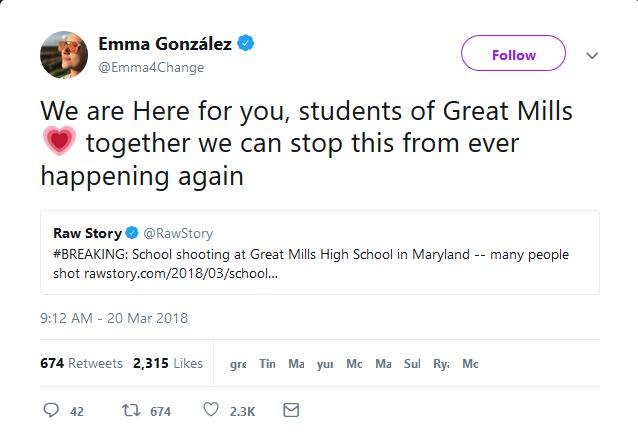 Emma González
@Emma4Change
Follow
We are Here for you, students of Great Mills
💗 together we can stop this from ever
happening again
Raw Story @RawStory
#BREAKING: School shooting at Great Mills High School in Maryland -- many people
shot rawstory.com/2018/03/school...
9:12 AM - 20 Mar 2018
674 Retweets 2,315 Likes
42 674 2.3K